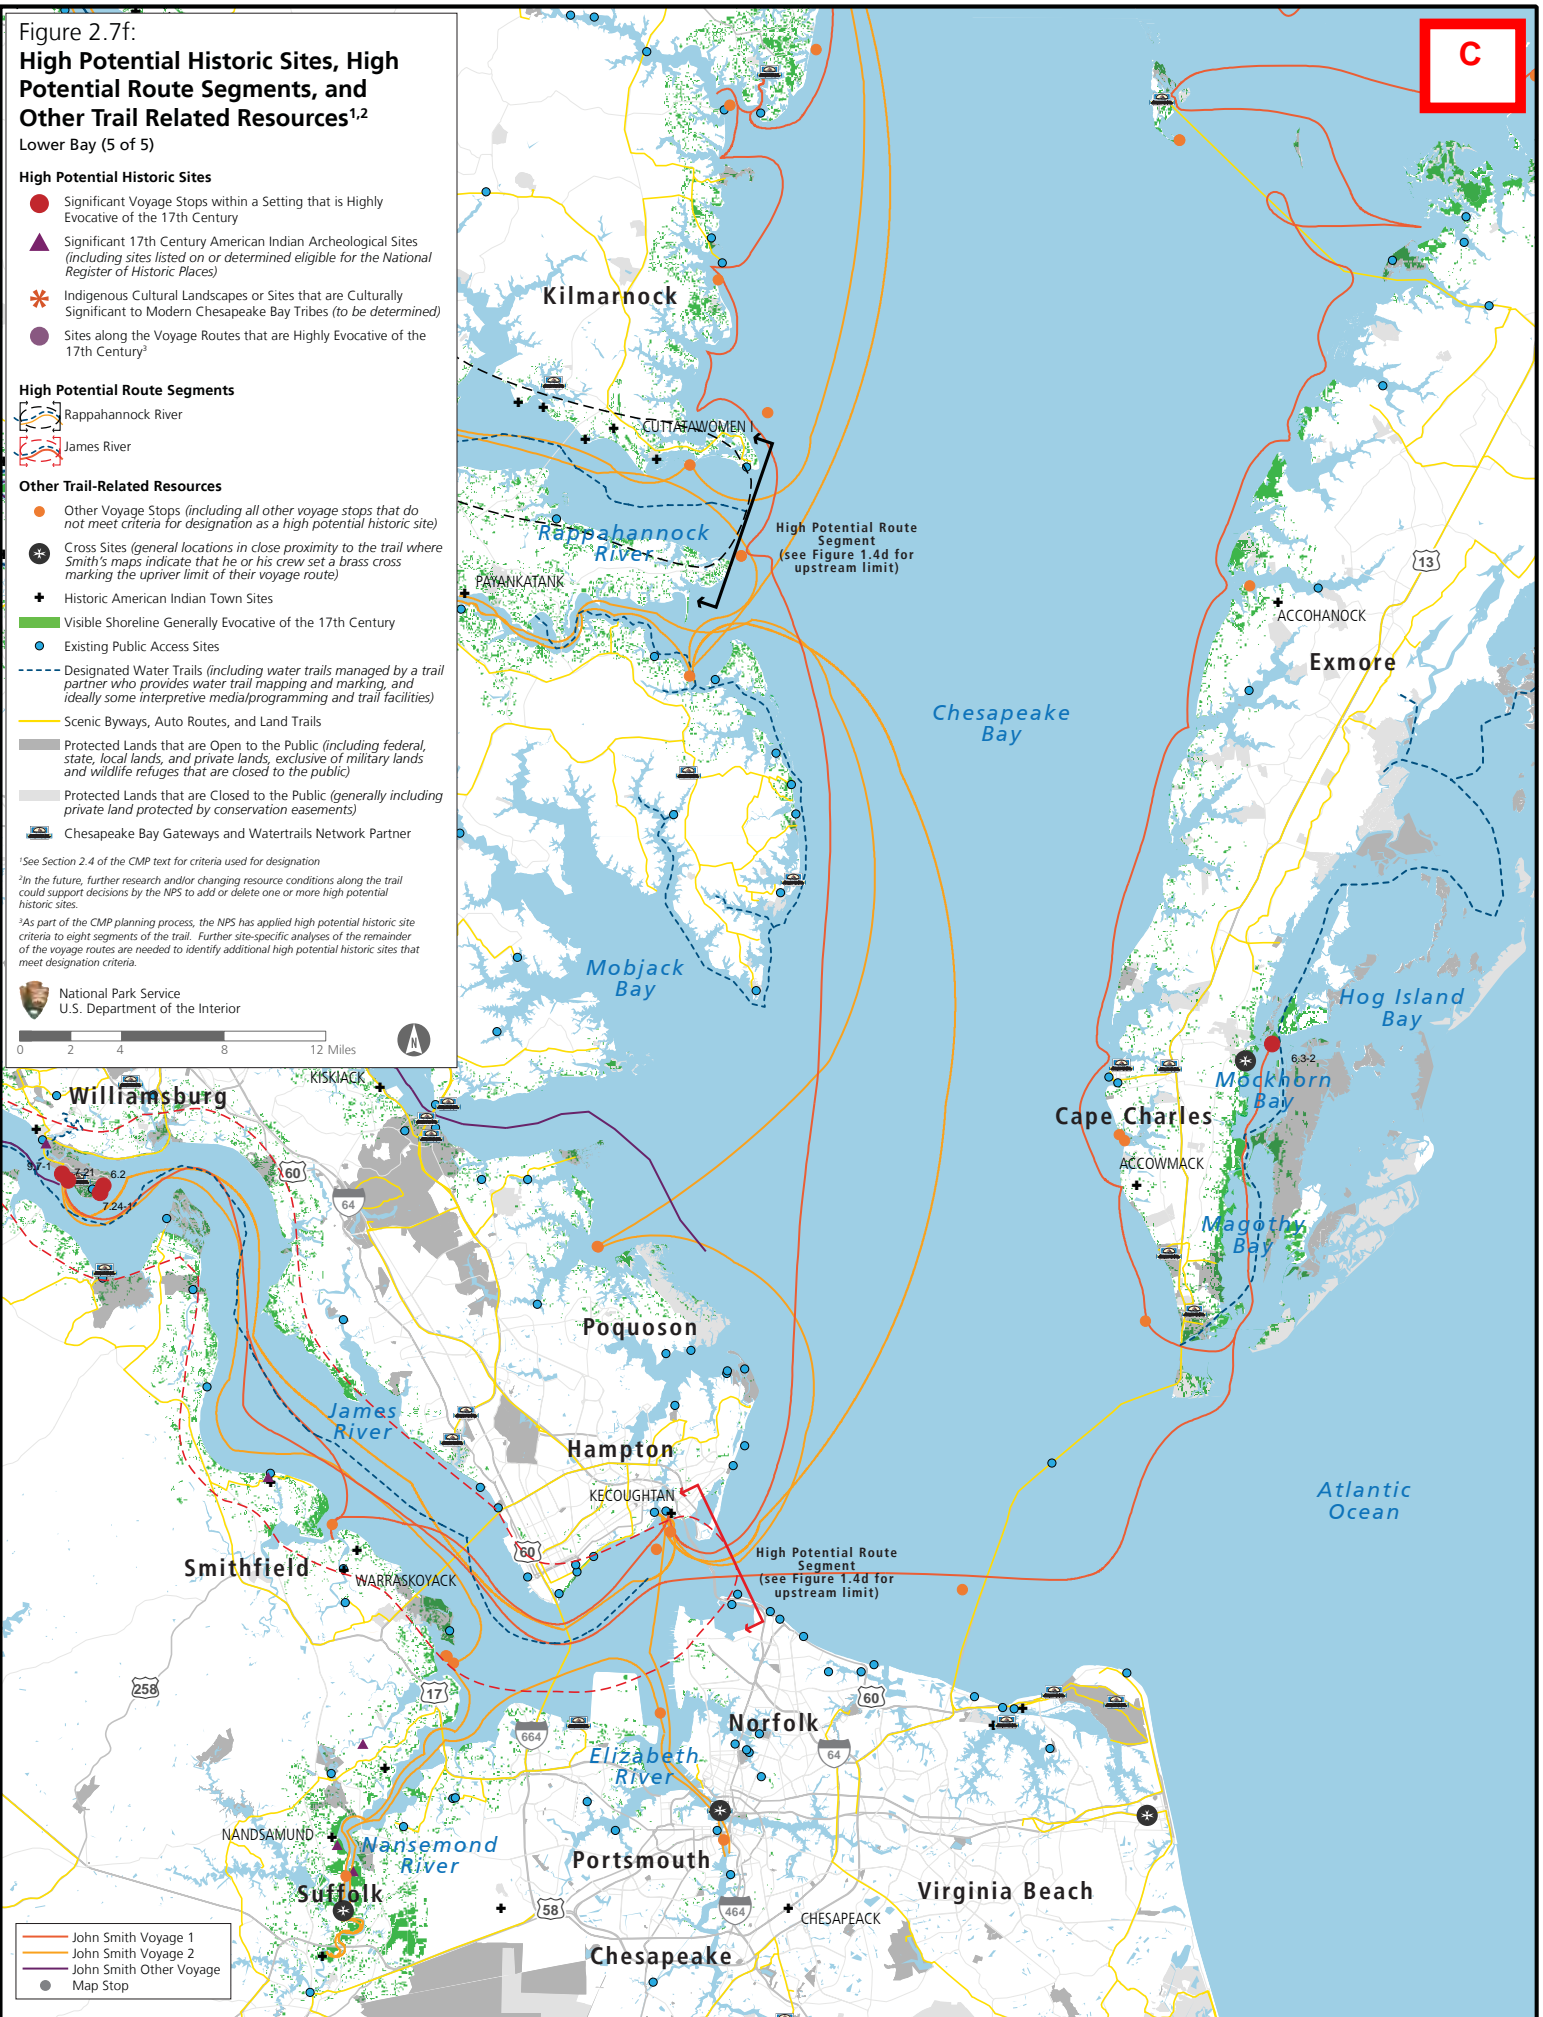 Figure 2.7f:
High Potential Historic Sites, High
Potential Route Segments, and
Other Trail Related Resources1,2
Lower Bay (5 of 5)
High Potential Historic Sites
Significant Voyage Stops within a Setting that is Highly
Evocative of the 17th Century
Significant 17th Century American Indian Archeological Sites
(including sites listed on or determined eligible for the National
Register of Historic Places)
Indigenous Cultural Landscapes or Sites that are Culturally
Significant to Modern Chesapeake Bay Tribes (to be determined)
Sites along the Voyage Routes that are Highly Evocative of the
17th Century3
High Potential Route Segments
Rappahannock River
James River
Other Trail-Related Resources
Other Voyage Stops (including all other voyage stops that do
not meet criteria for designation as a high potential historic site)
Cross Sites (general locations in close proximity to the trail where
Smith's maps indicate that he or his crew set a brass cross
marking the upriver limit of their voyage route)
Historic American Indian Town Sites
Visible Shoreline Generally Evocative of the 17th Century
Existing Public Access Sites
Designated Water Trails (including water trails managed by a trail
partner who provides water trail mapping and marking, and
ideally some interpretive media/programming and trail facilities)
Scenic Byways, Auto Routes, and Land Trails
Protected Lands that are Open to the Public (including federal,
state, local lands, and private lands, exclusive of military lands
and wildlife refuges that are closed to the public)
Protected Lands that are Closed to the Public (generally including
private land protected by conservation easements)
Chesapeake Bay Gateways and Watertrails Network Partner
1See Section 2.4 of the CMP text for criteria used for designation
2In the future, further research and/or changing resource conditions along the trail
could support decisions by the NPS to add or delete one or more high potential
historic sites.
3As part of the CMP planning process, the NPS has applied high potential historic site
criteria to eight segments of the trail. Further site-specific analyses of the remainder
of the voyage routes are needed to identify additional high potential historic sites that
meet designation criteria.
National Park Service
U.S. Department of the Interior
0 2 4 8 12 Miles
N
C
Kilmarnock
CUTTATAWOMEN I
Rappahannock
River
High Potential Route
Segment
(see Figure 1.4d for
upstream limit)
13
PAYANKATANK
ACCOHANOCK
Exmore
Chesapeake
Bay
Mobjack
Bay
Hog Island
Bay
6.3-2
KISKIACK
Williamsburg
Mockhorn
Bay
Cape Charles
9.7-1
7.21
6.2
7.24-1
60
64
ACCOWMACK
Magothy
Bay
Poquoson
James
River
Hampton
KECOUGHTAN
Atlantic
Ocean
60
Smithfield
WARRASKOYACK
High Potential Route
Segment
(see Figure 1.4d for
upstream limit)
258
17
60
664
Norfolk
64
Elizabeth
River
NANDSAMUND
Nansemond
River
Portsmouth
Suffolk
Virginia Beach
58
464
CHESAPEACK
Chesapeake
John Smith Voyage 1
John Smith Voyage 2
John Smith Other Voyage
Map Stop